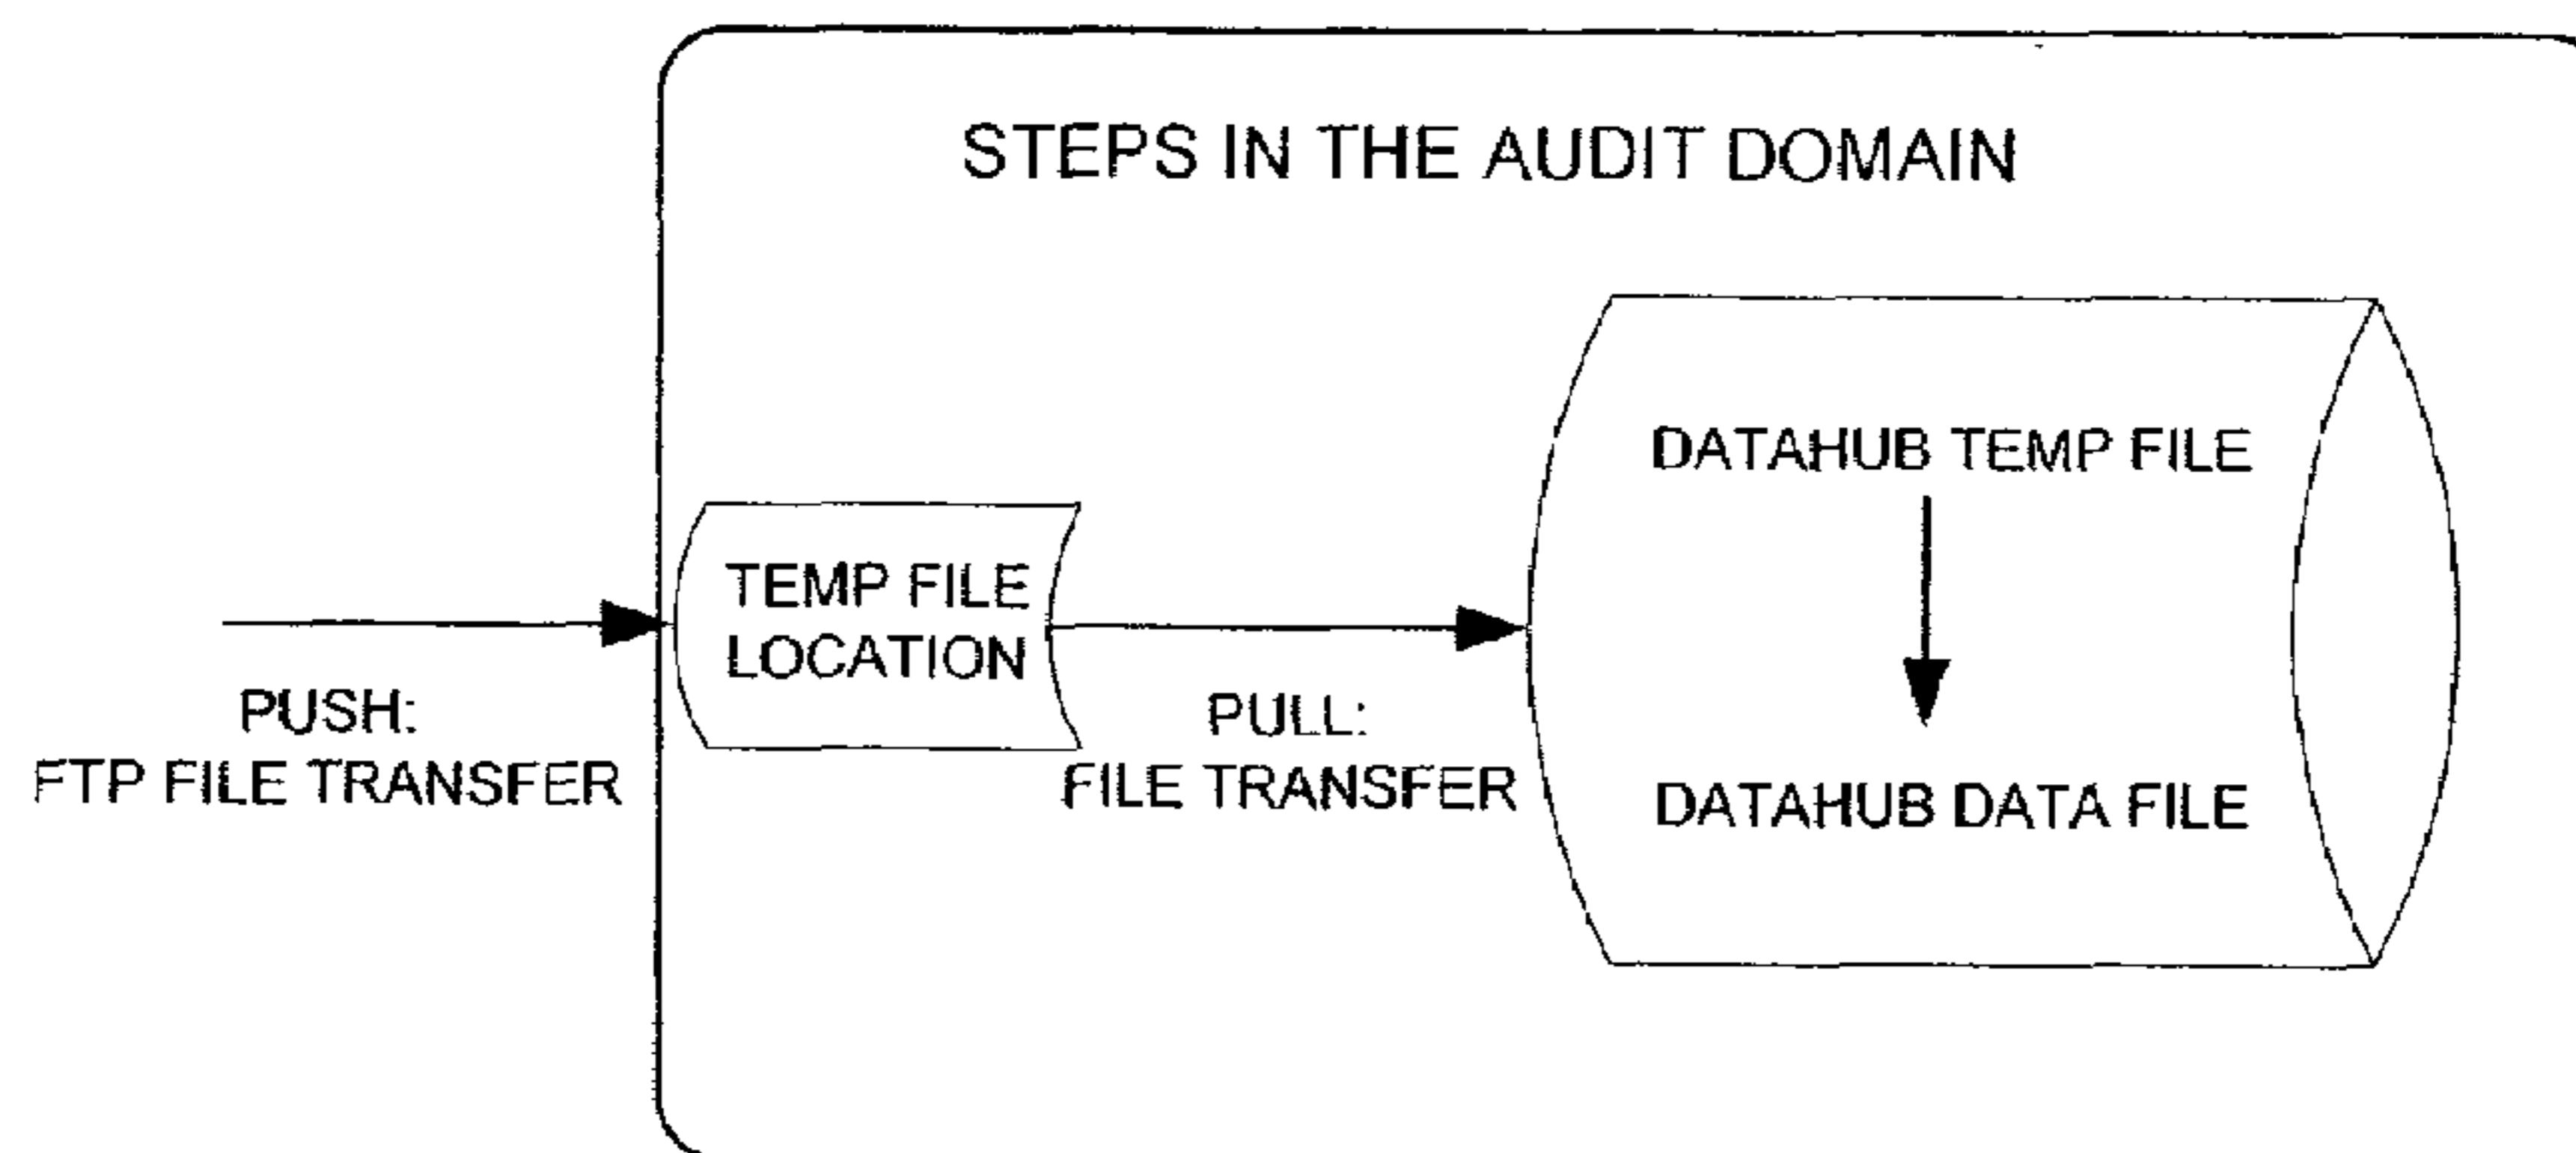 STEPS IN THE AUDIT DOMAIN
DATAHUB TEMP FILE
TEMP FILE
LOCATION
PUSH:
FTP FILE TRANSFER
PULL:
FILE TRANSFER
DATAHUB DATA FILE